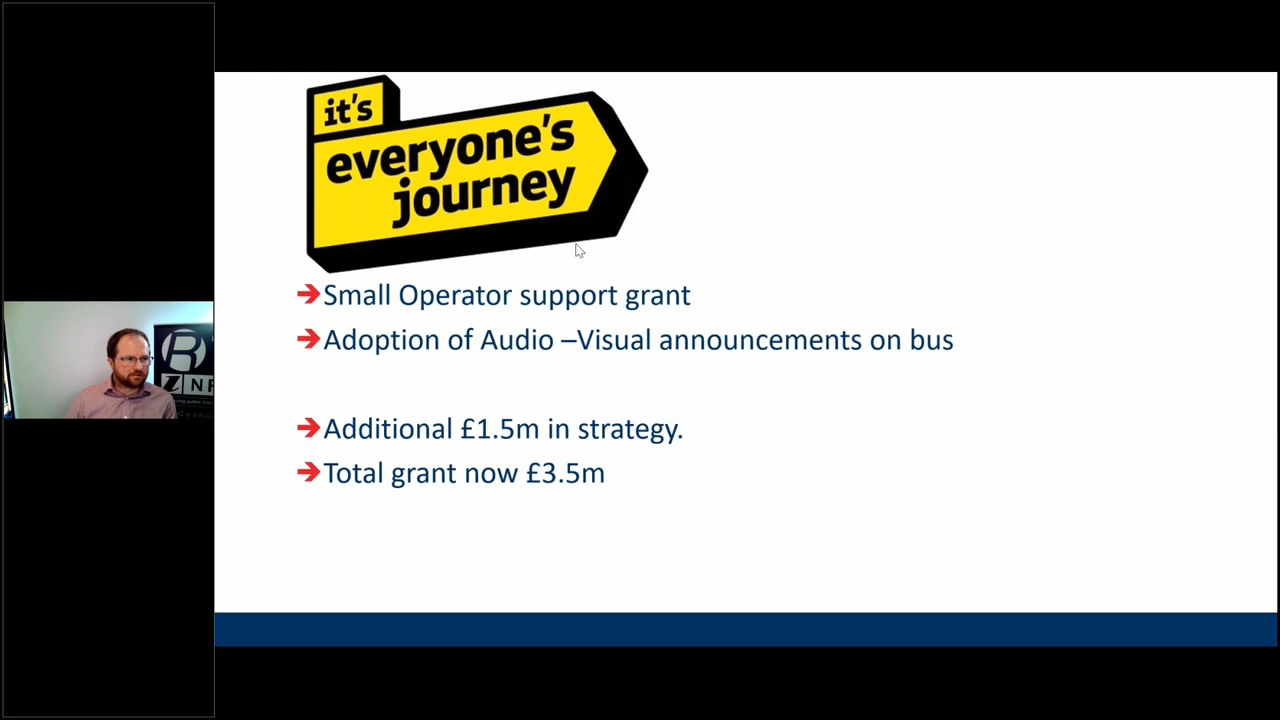 it's
everyone's
journey
Small Operator support grant
Adoption of Audio –Visual announcements on bus
Additional £1.5m in strategy.
Total grant now £3.5m
R